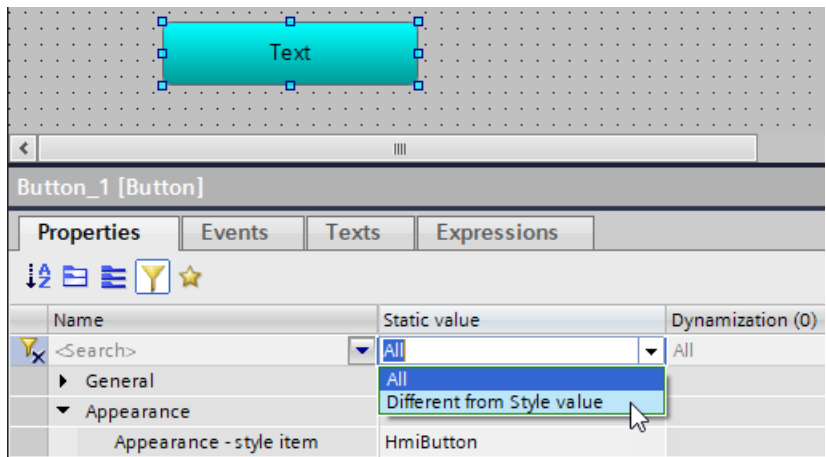 Text
Button_1 [Button]
Properties Events Texts Expressions
Name Static value Dynamization (0)
<Search> All All
General All
Different from Style value
Appearance
Appearance - style item HmiButton